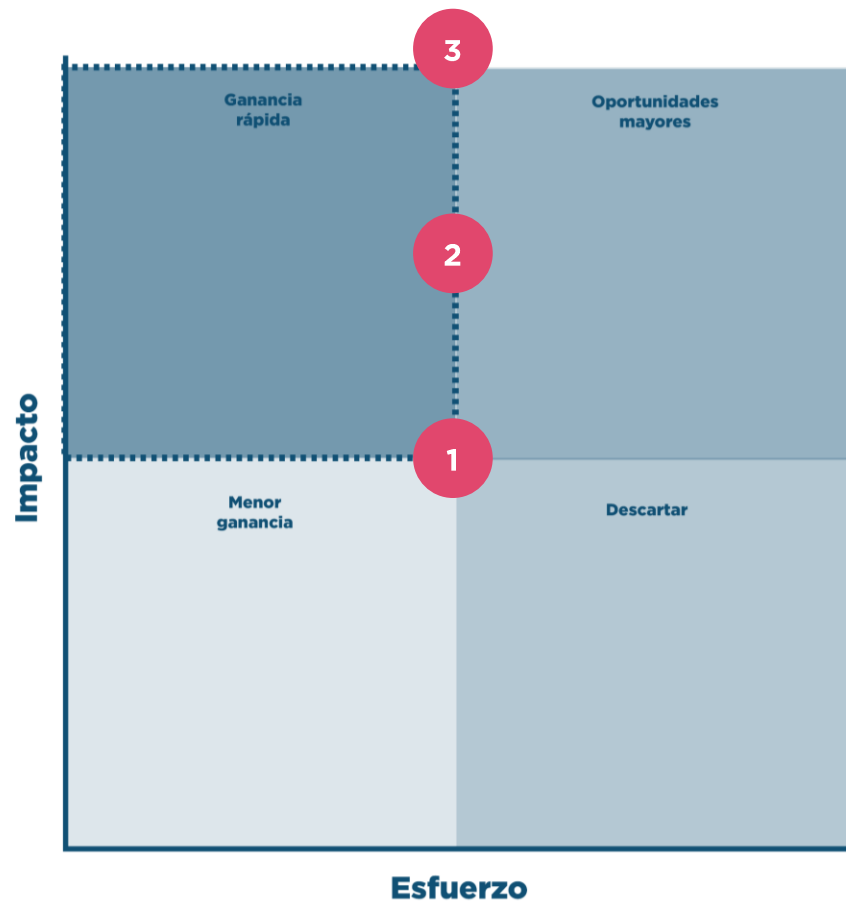 3
Ganancia
rápida
Oportunidades
mayores
2
Impacto
1
Menor
ganancia
Descartar
Esfuerzo